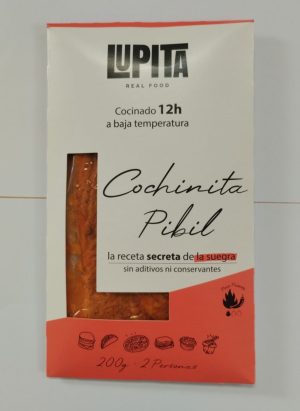 LUPITA
REAL FOOD
Cocinado 12h
a baja temperatura
Cochinita
Pibil
la receta secreta de la suegra
sin aditivos ni conservantes
200g - 2 Personas